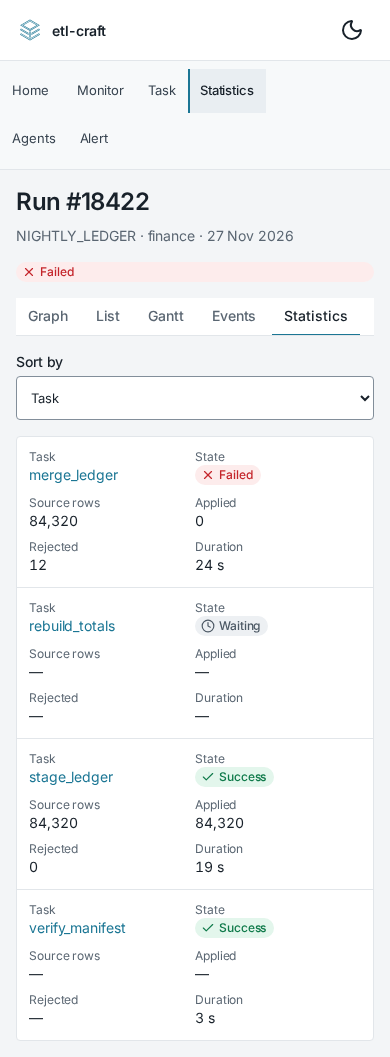 etl-craft
Home Monitor Task Statistics
Agents Alert
Run #18422
NIGHTLY_LEDGER · finance · 27 Nov 2026
Failed
Graph List Gantt Events Statistics
Sort by
Task
Task State
merge_ledger Failed
Source rows Applied
84,320 0
Rejected Duration
12 24 s
Task State
rebuild_totals Waiting
Source rows Applied
— —
Rejected Duration
— —
Task State
stage_ledger Success
Source rows Applied
84,320 84,320
Rejected Duration
0 19 s
Task State
verify_manifest Success
Source rows Applied
— —
Rejected Duration
— 3 s